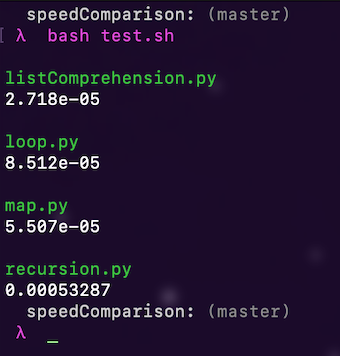 speedComparison: (master)
[ λ bash test.sh
listComprehension.py
2.718e-05
loop.py
8.512e-05
map.py
5.507e-05
recursion.py
0.00053287
speedComparison: (master)
λ _